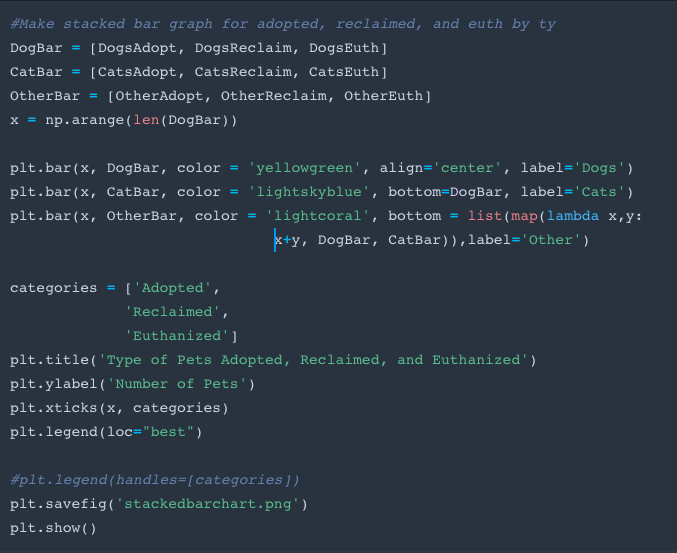 #Make stacked bar graph for adopted, reclaimed, and euth by ty
DogBar = [DogsAdopt, DogsReclaim, DogsEuth]
CatBar = [CatsAdopt, CatsReclaim, CatsEuth]
OtherBar = [OtherAdopt, OtherReclaim, OtherEuth]
x = np.arange(len(DogBar))
plt.bar(x, DogBar, color = 'yellowgreen', align='center', label='Dogs')
plt.bar(x, CatBar, color = 'lightskyblue', bottom=DogBar, label='Cats')
plt.bar(x, OtherBar, color = 'lightcoral', bottom = list(map(lambda x,y:
x+y, DogBar, CatBar)),label='Other')
categories = ['Adopted',
'Reclaimed',
'Euthanized']
plt.title('Type of Pets Adopted, Reclaimed, and Euthanized')
plt.ylabel('Number of Pets')
plt.xticks(x, categories)
plt.legend(loc="best")
#plt.legend(handles=[categories])
plt.savefig('stackedbarchart.png')
plt.show()